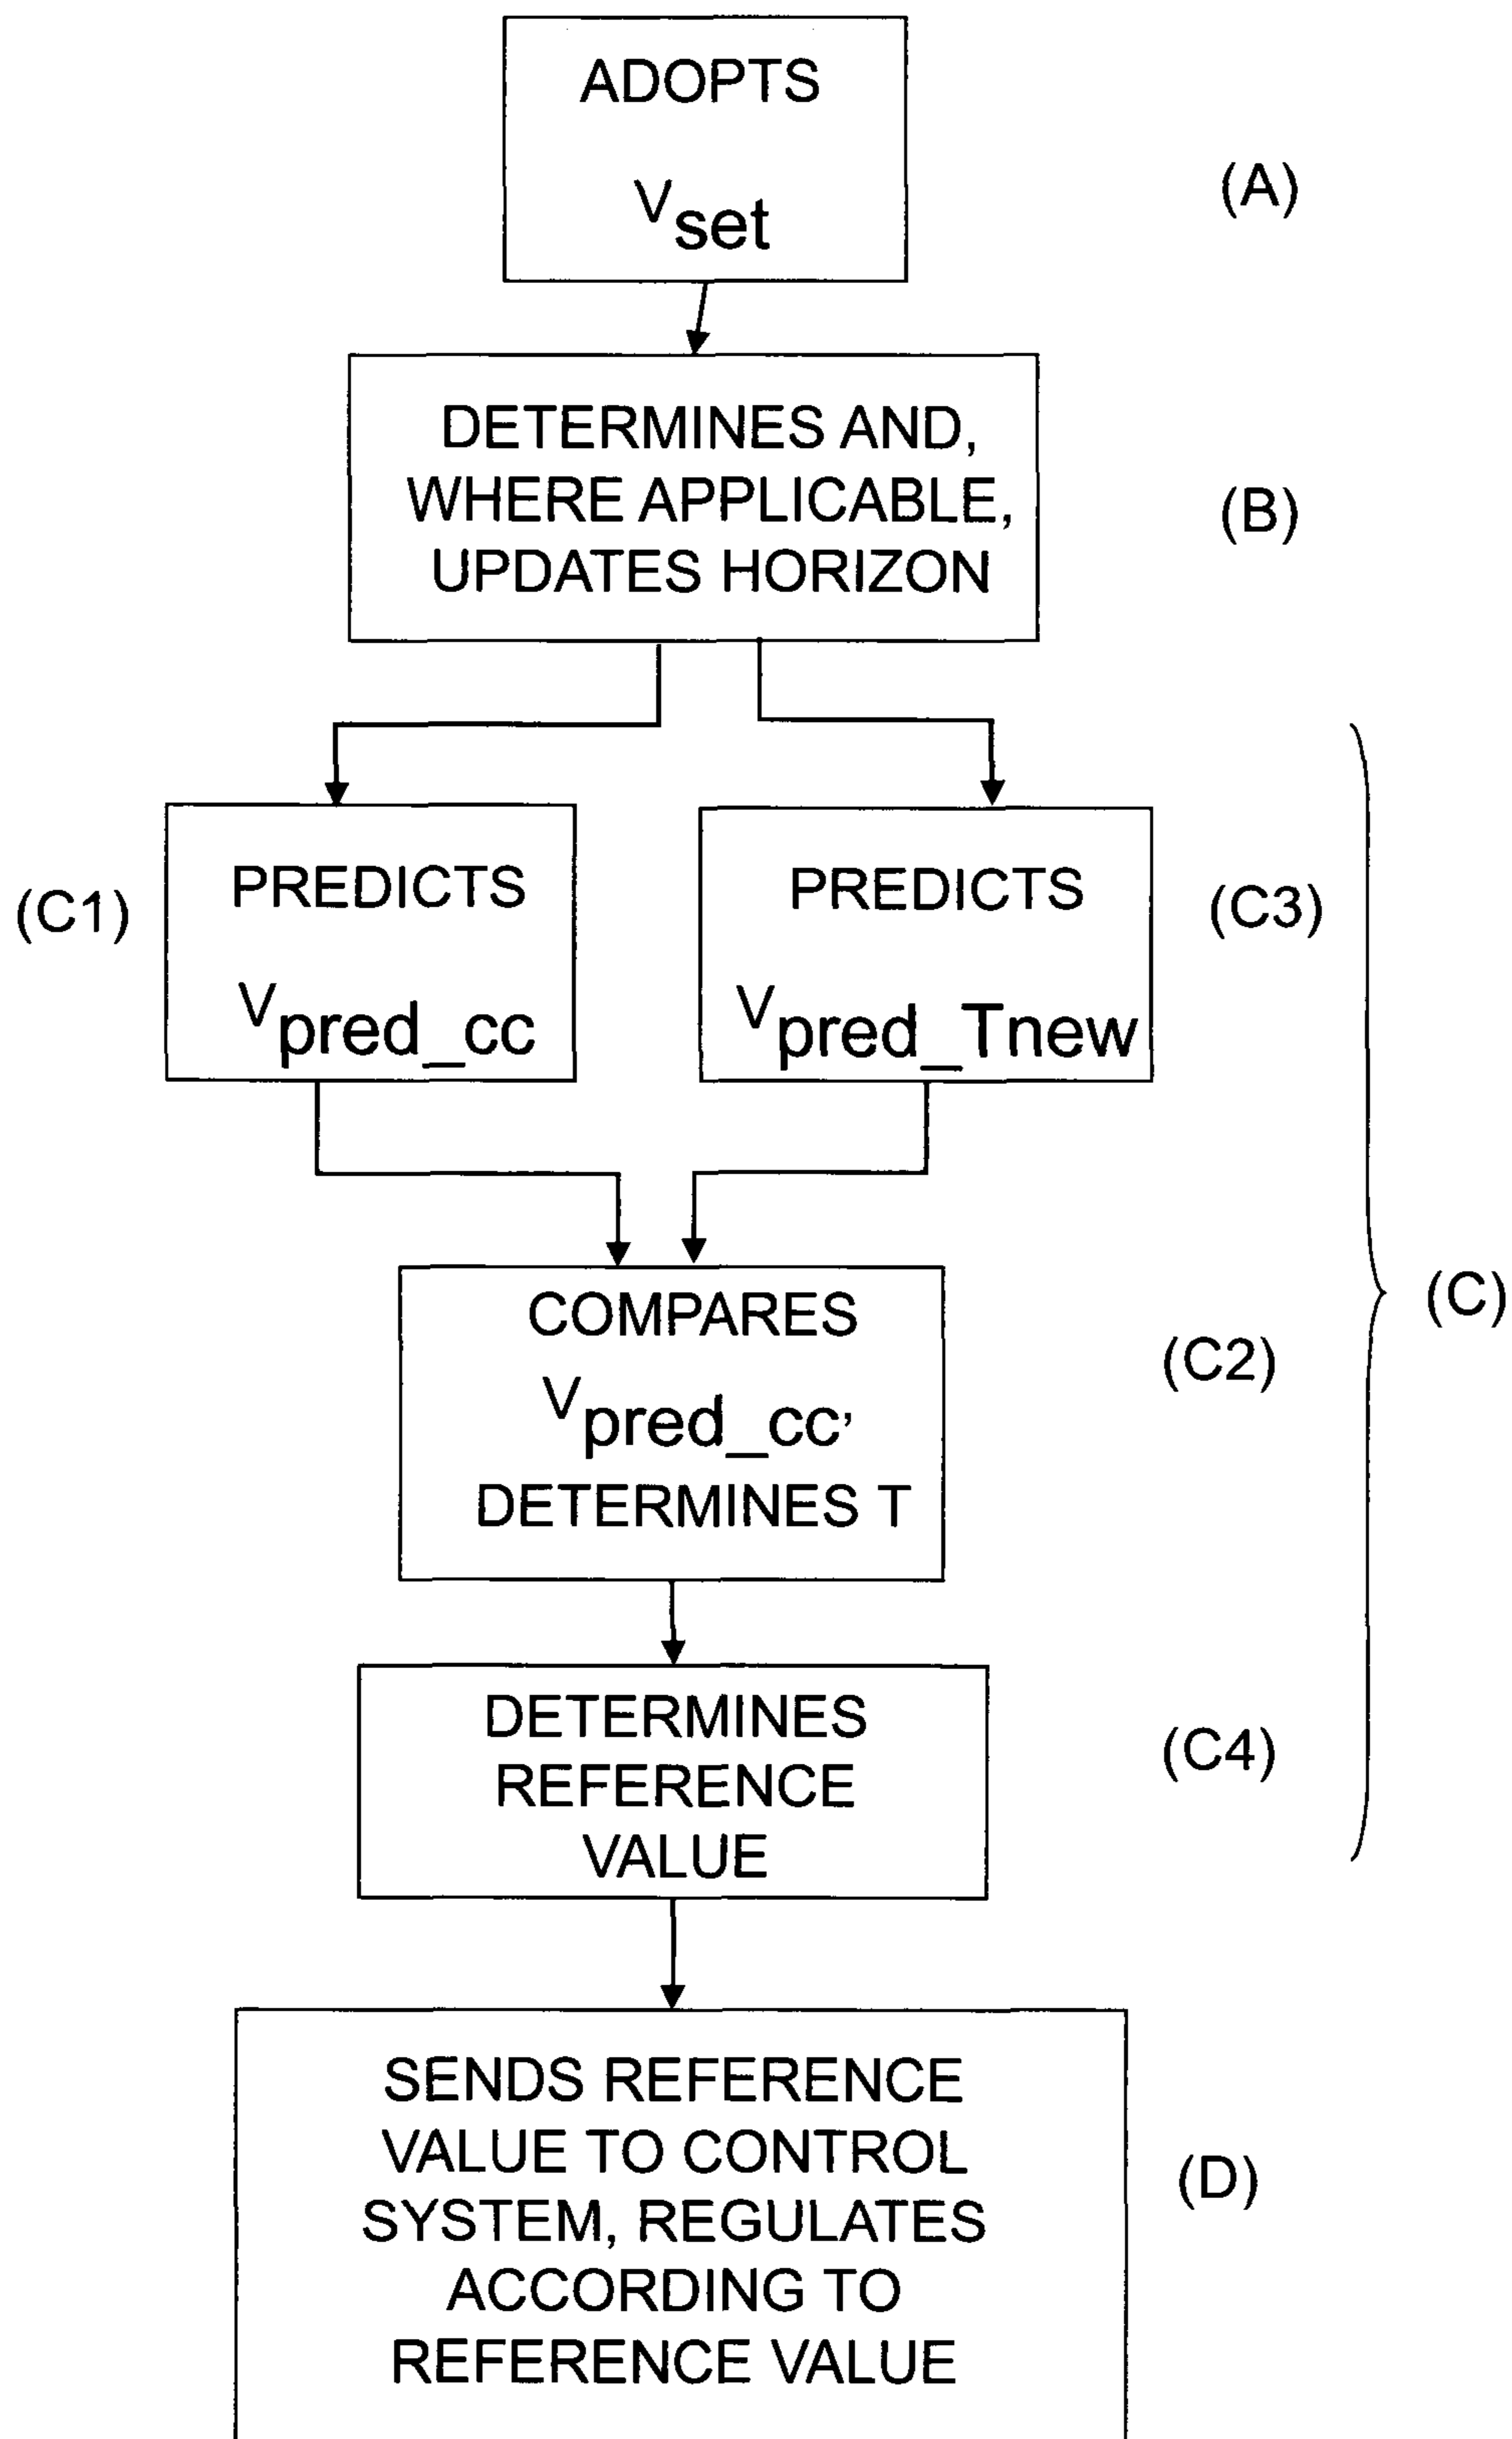 ADOPTS
Vset
(A)
DETERMINES AND,
WHERE APPLICABLE,
UPDATES HORIZON
(B)
(C1)
PREDICTS
Vpred_cc
PREDICTS
Vpred_Tnew
(C3)
COMPARES
Vpred_cc,
DETERMINES T
(C2)
(C)
DETERMINES
REFERENCE
VALUE
(C4)
SENDS REFERENCE
VALUE TO CONTROL
SYSTEM, REGULATES
ACCORDING TO
REFERENCE VALUE
(D)